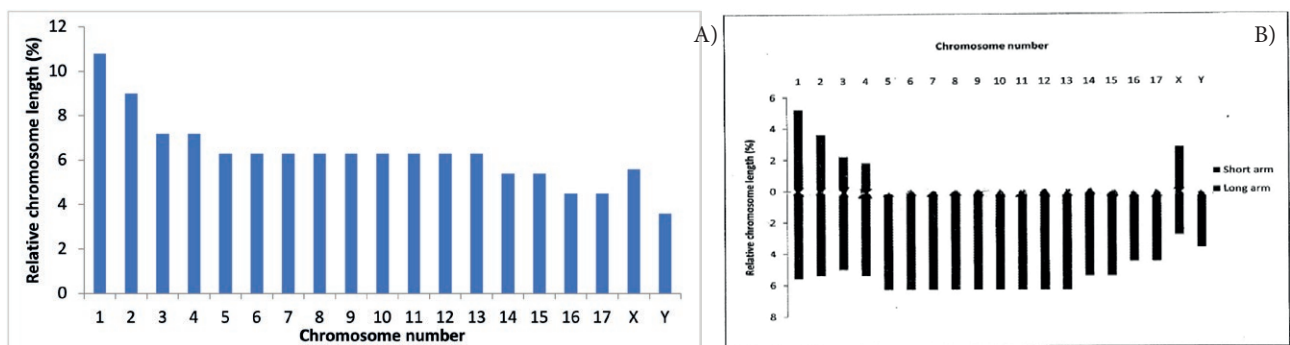 12
10
8
6
4
2
0
Relative chromosome length (%)
1 2 3 4 5 6 7 8 9 10 11 12 13 14 15 16 17 X Y
Chromosome number
A)
B)
Chromosome number
1 2 3 4 5 6 7 8 9 10 11 12 13 14 15 16 17 X Y
6
4
2
0
2
4
6
8
Relative chromosome length (%)
Short arm
Long arm